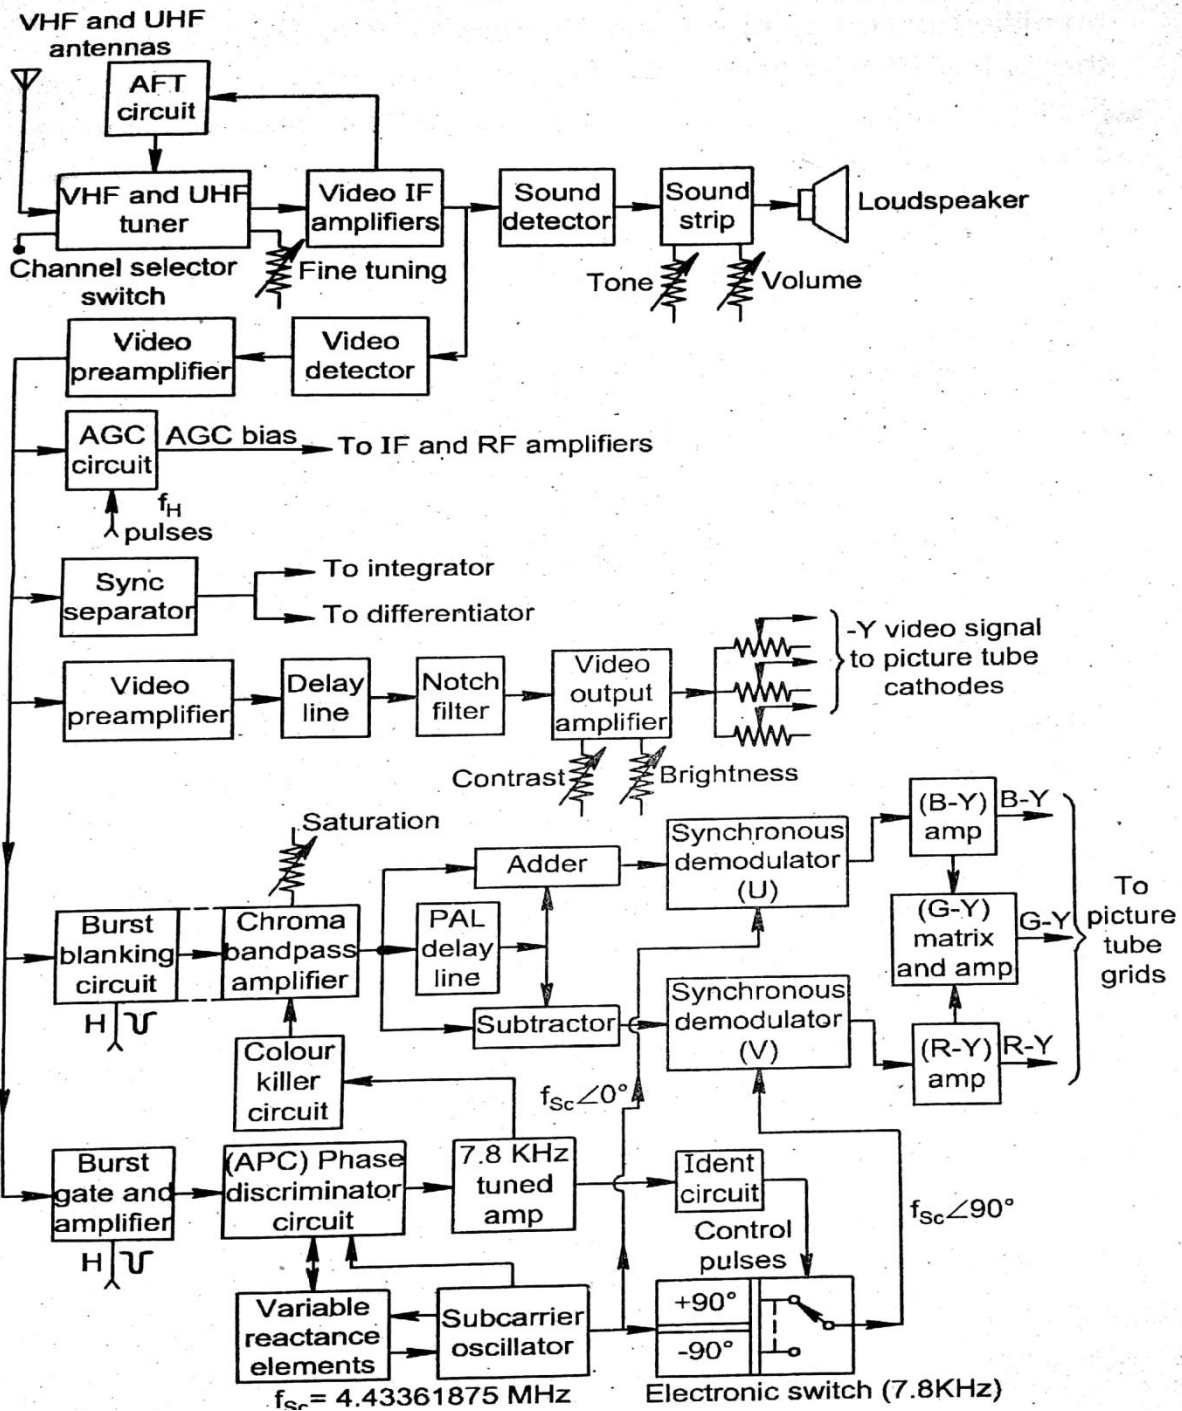 VHF and UHF
antennas
AFT
circuit
VHF and UHF
tuner
Video IF
amplifiers
Sound
detector
Sound
strip
Loudspeaker
Channel selector
switch
Fine tuning
Tone
Volume
Video
preamplifier
Video
detector
AGC
circuit
AGC bias
To IF and RF amplifiers
fH
pulses
Sync
separator
To integrator
To differentiator
Video
preamplifier
Delay
line
Notch
filter
Video
output
amplifier
-Y video signal
to picture tube
cathodes
Contrast
Brightness
Saturation
Burst
blanking
circuit
H
Chroma
bandpass
amplifier
Adder
PAL
delay
line
Subtractor
Synchronous
demodulator
(U)
Synchronous
demodulator
(V)
(B-Y)
amp
B-Y
(G-Y)
matrix
and amp
G-Y
(R-Y)
amp
R-Y
To
picture
tube
grids
Colour
killer
circuit
fSc∠0°
Burst
gate and
amplifier
H
(APC) Phase
discriminator
circuit
7.8 KHz
tuned
amp
Ident
circuit
Control
pulses
fSc∠90°
Variable
reactance
elements
Subcarrier
oscillator
+90°
-90°
fSc= 4.43361875 MHz
Electronic switch (7.8KHz)